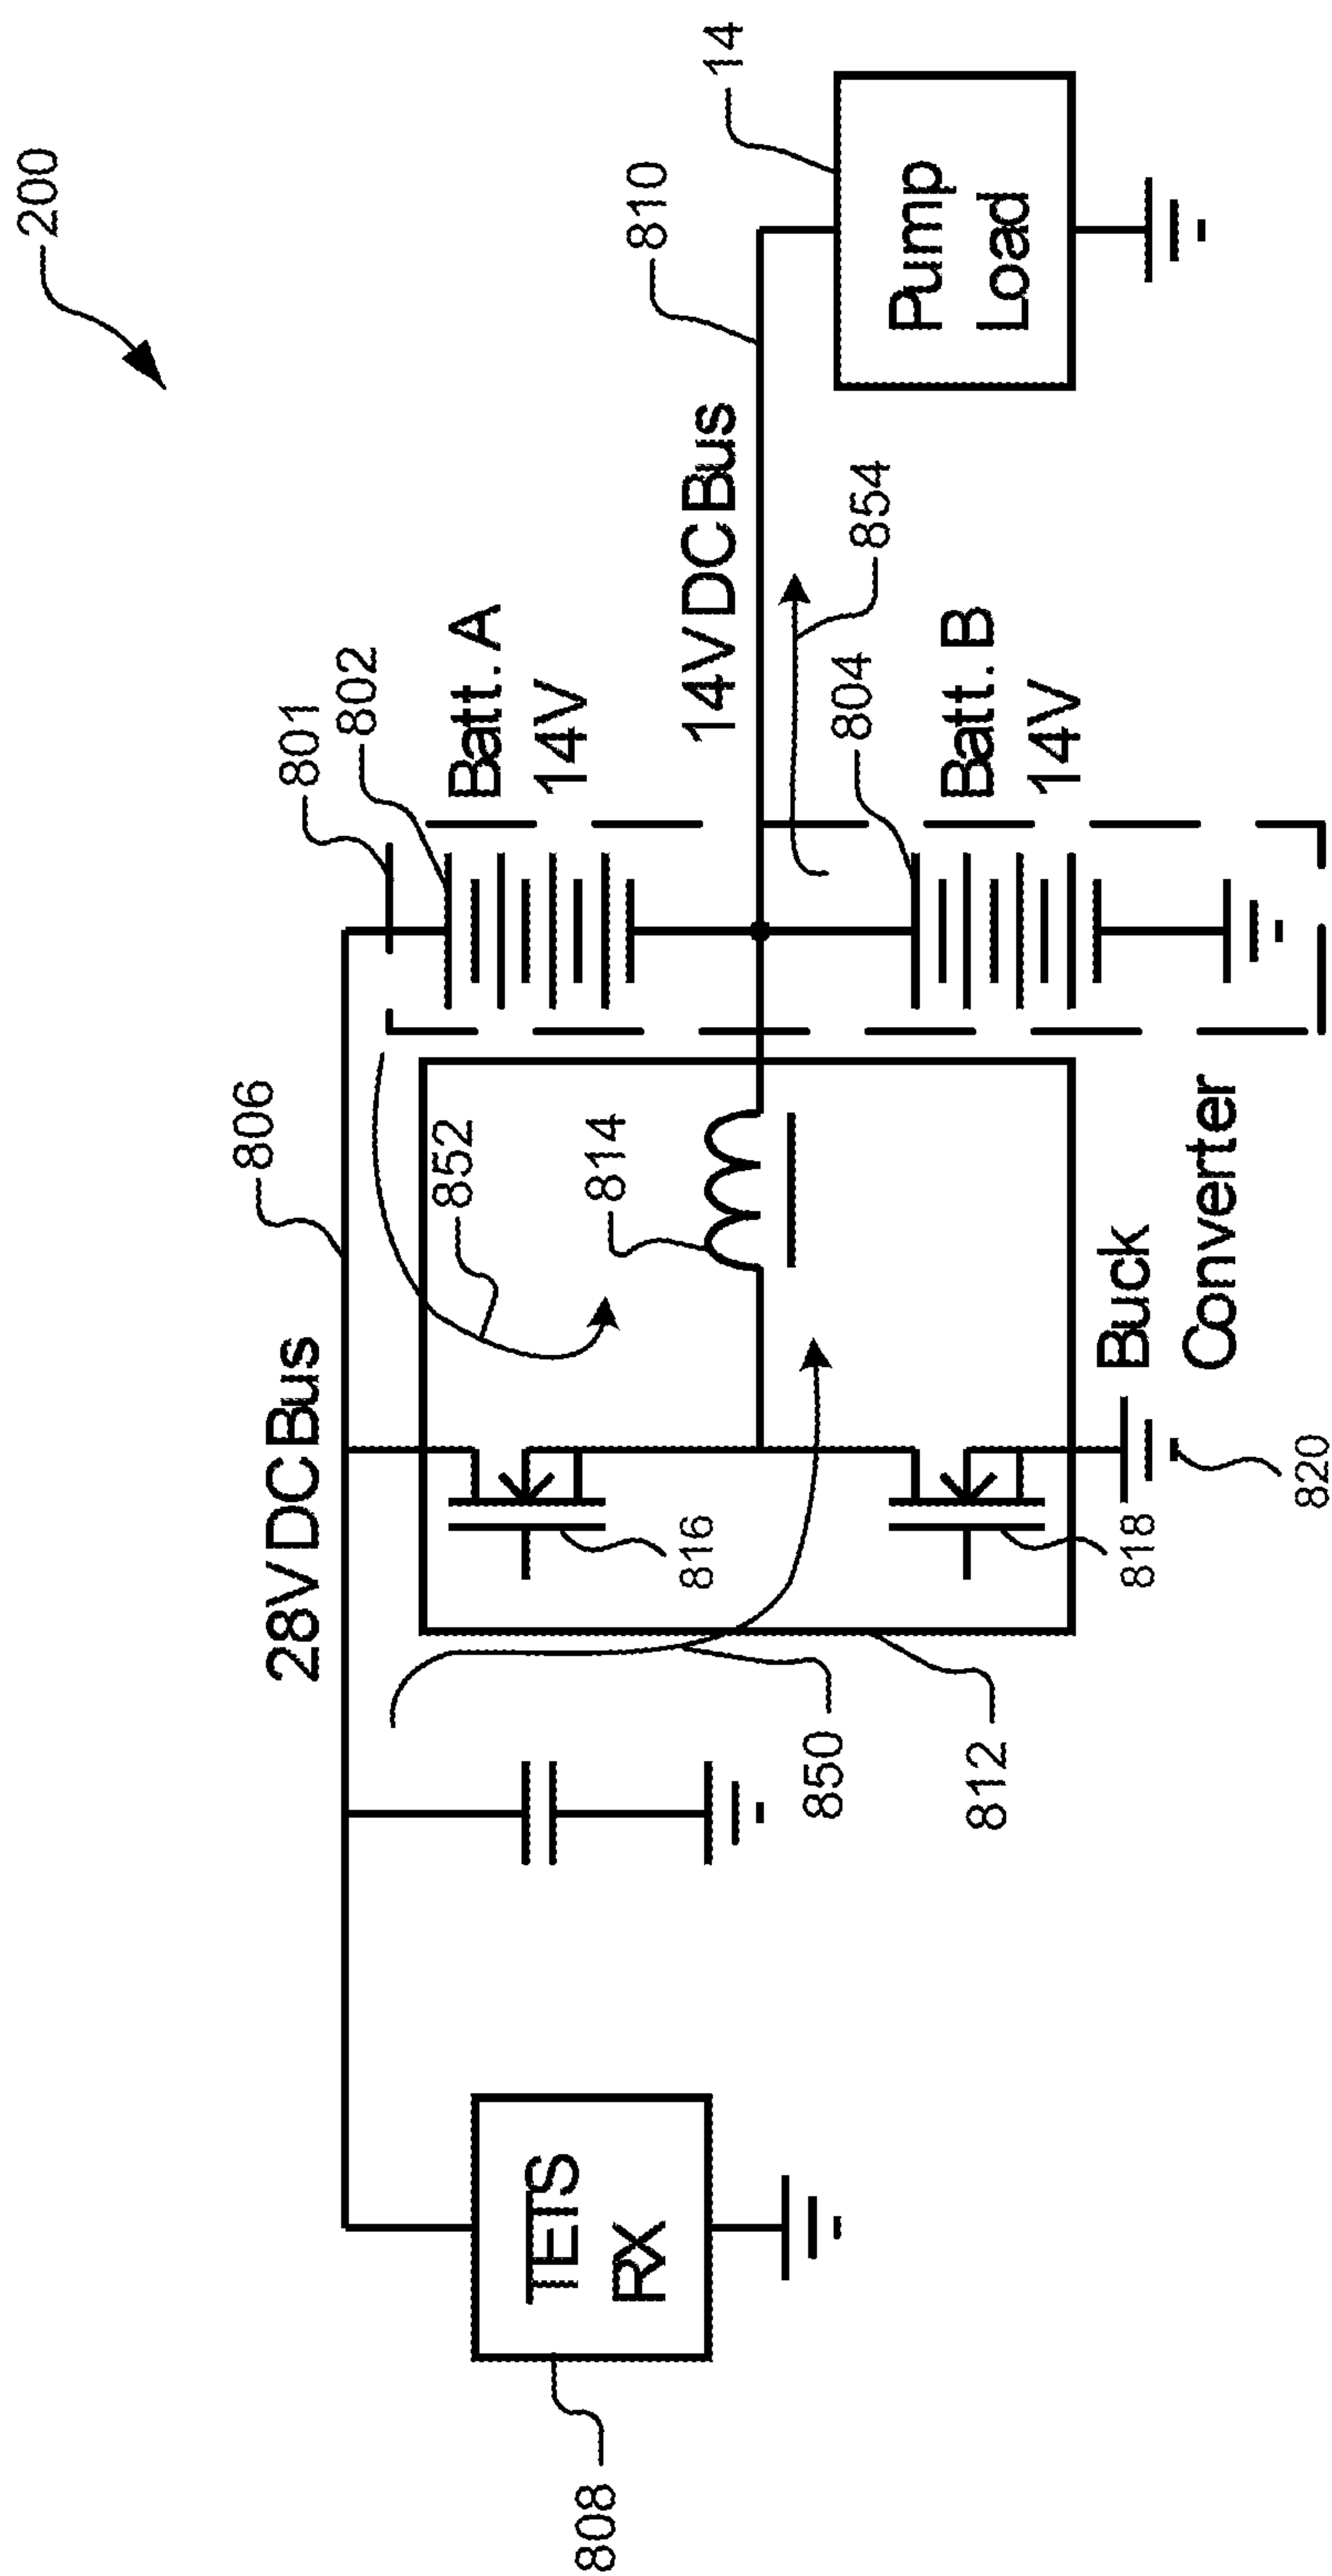 200
806
28V DC Bus
801
802
Batt. A
14V
852
814
TETS
RX
808
810
816
14V DC Bus
14
850
804
854
Pump
Load
Batt. B
14V
812
818
Buck
Converter
820